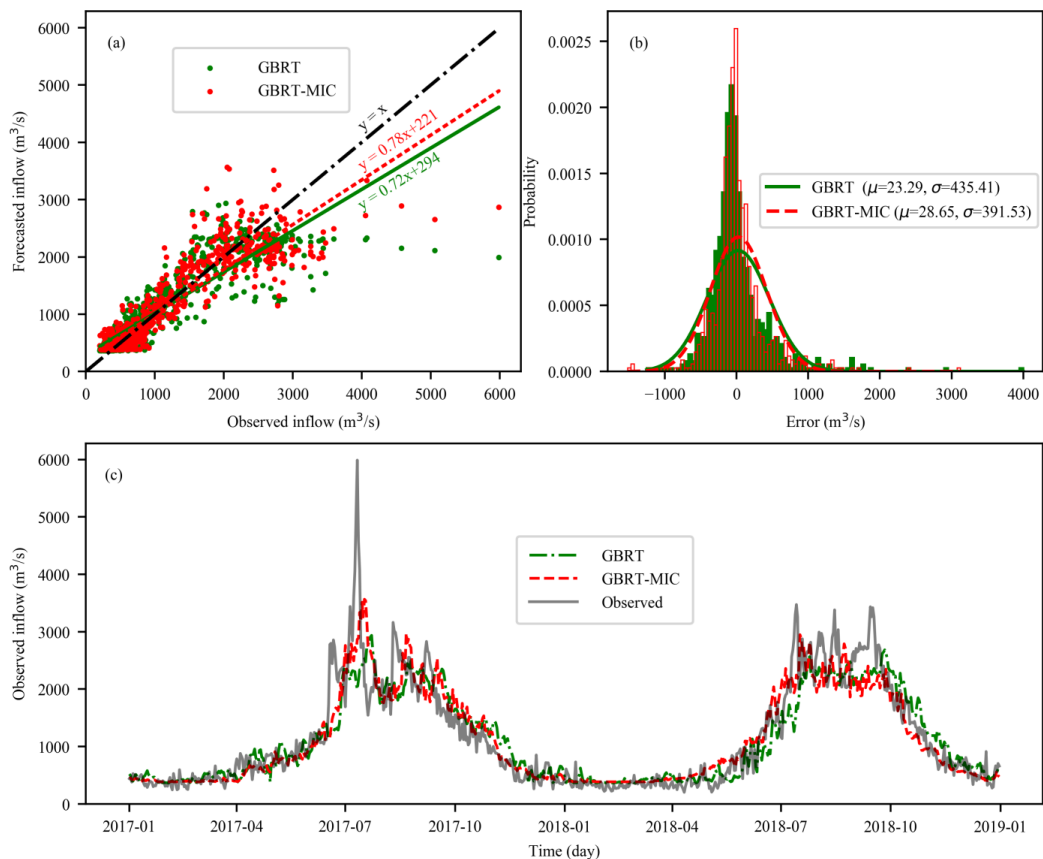 (a)
GBRT
GBRT-MIC
y = x
y = 0.78x+221
y = 0.72x+294
6000
5000
4000
3000
2000
1000
0
Forecasted inflow (m³/s)
0 1000 2000 3000 4000 5000 6000
Observed inflow (m³/s)
(b)
0.0025
0.0020
0.0015
0.0010
0.0005
0.0000
Probability
GBRT (μ=23.29, σ=435.41)
GBRT-MIC (μ=28.65, σ=391.53)
−1000 0 1000 2000 3000 4000
Error (m³/s)
(c)
6000
5000
4000
3000
2000
1000
0
Observed inflow (m³/s)
GBRT
GBRT-MIC
Observed
2017-01 2017-04 2017-07 2017-10 2018-01 2018-04 2018-07 2018-10 2019-01
Time (day)